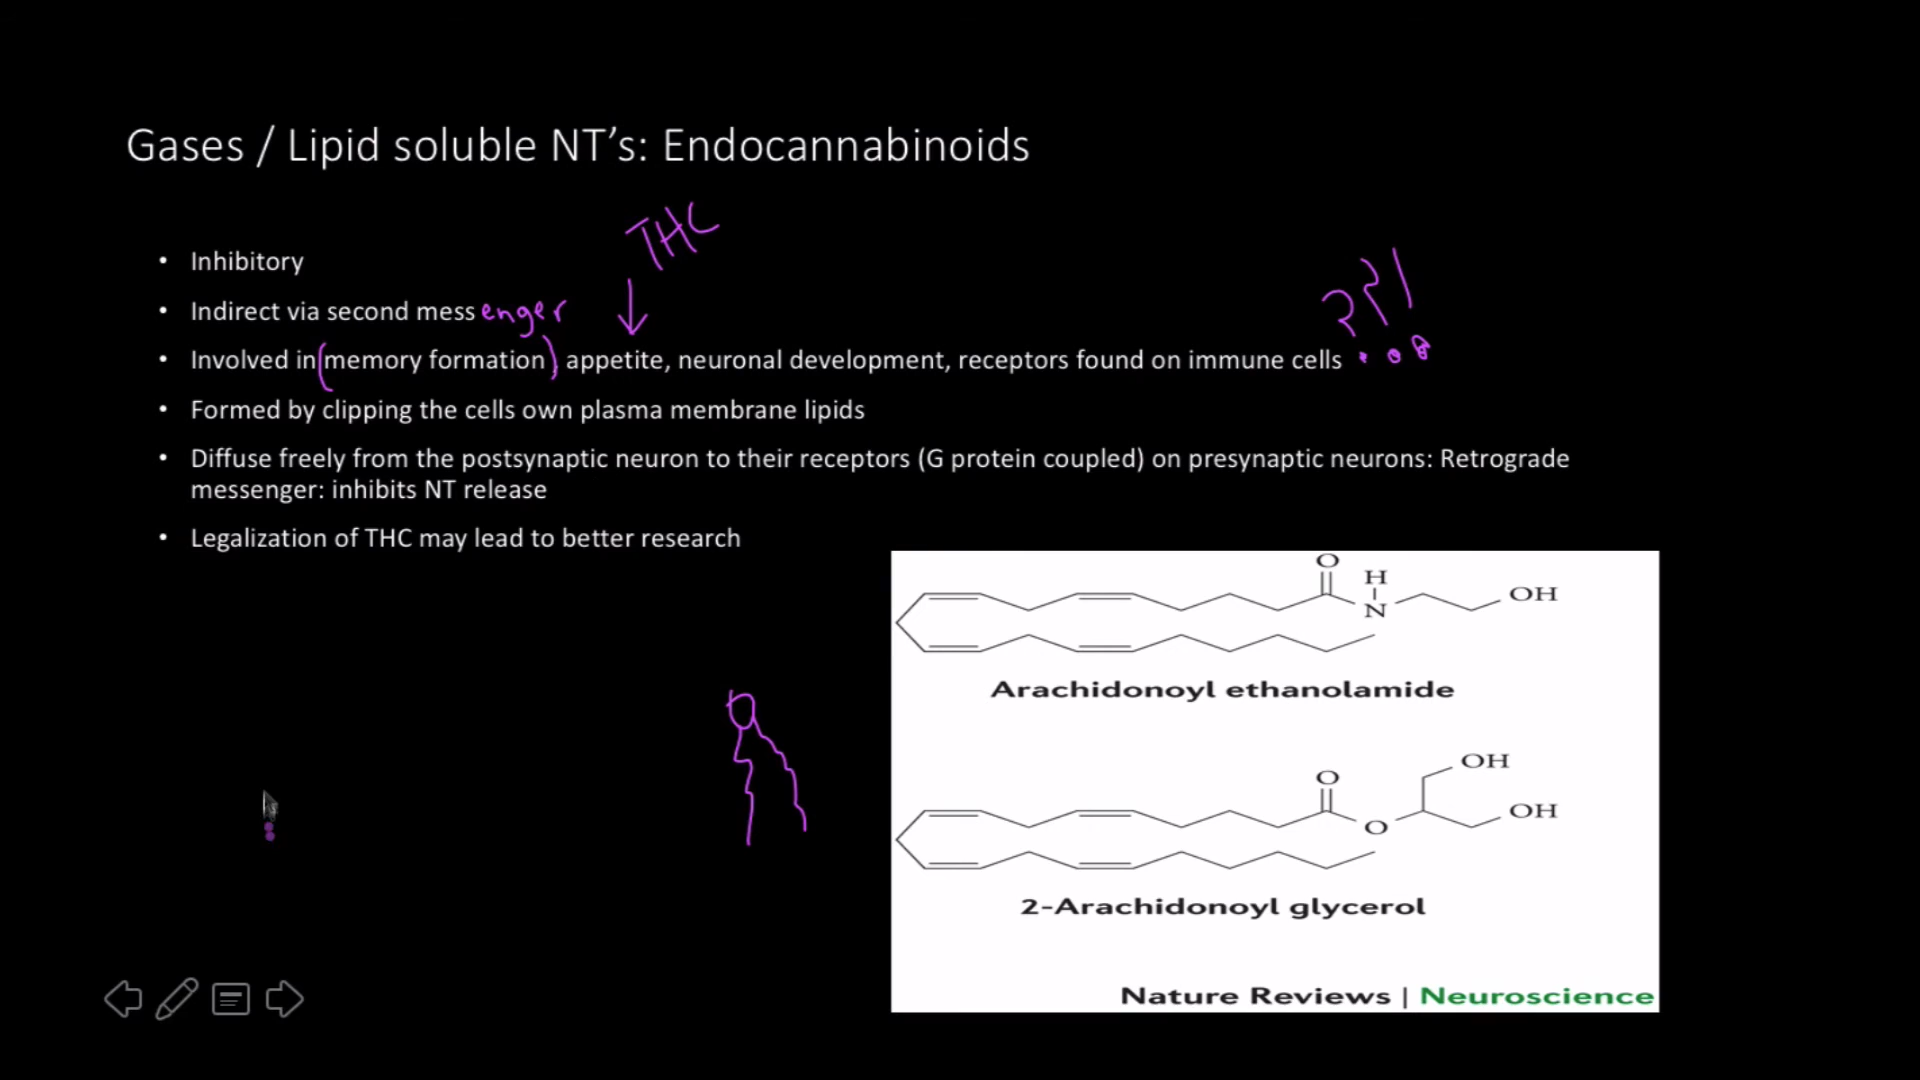 Gases / Lipid soluble NT’s: Endocannabinoids
THC
• Inhibitory
• Indirect via second messenger
??!
• Involved in (memory formation), appetite, neuronal development, receptors found on immune cells
• Formed by clipping the cells own plasma membrane lipids
• Diffuse freely from the postsynaptic neuron to their receptors (G protein coupled) on presynaptic neurons: Retrograde
messenger: inhibits NT release
• Legalization of THC may lead to better research
O
H
N
OH
Arachidonoyl ethanolamide
OH
O
OH
O
2-Arachidonoyl glycerol
Nature Reviews | Neuroscience